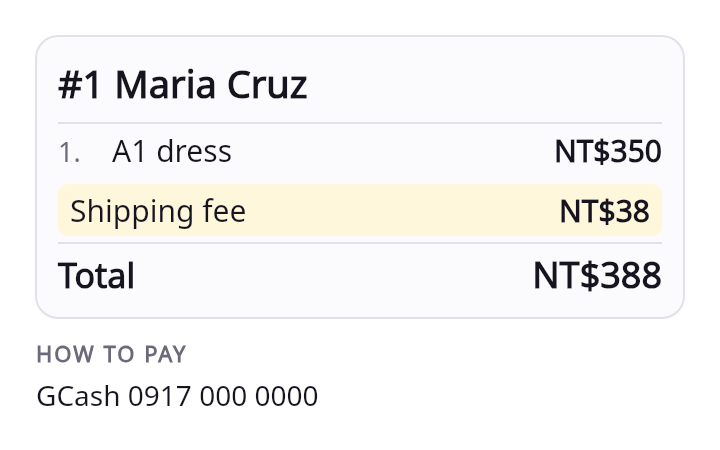 #1 Maria Cruz
1. A1 dress NT$350
Shipping fee NT$38
Total NT$388
HOW TO PAY
GCash 0917 000 0000